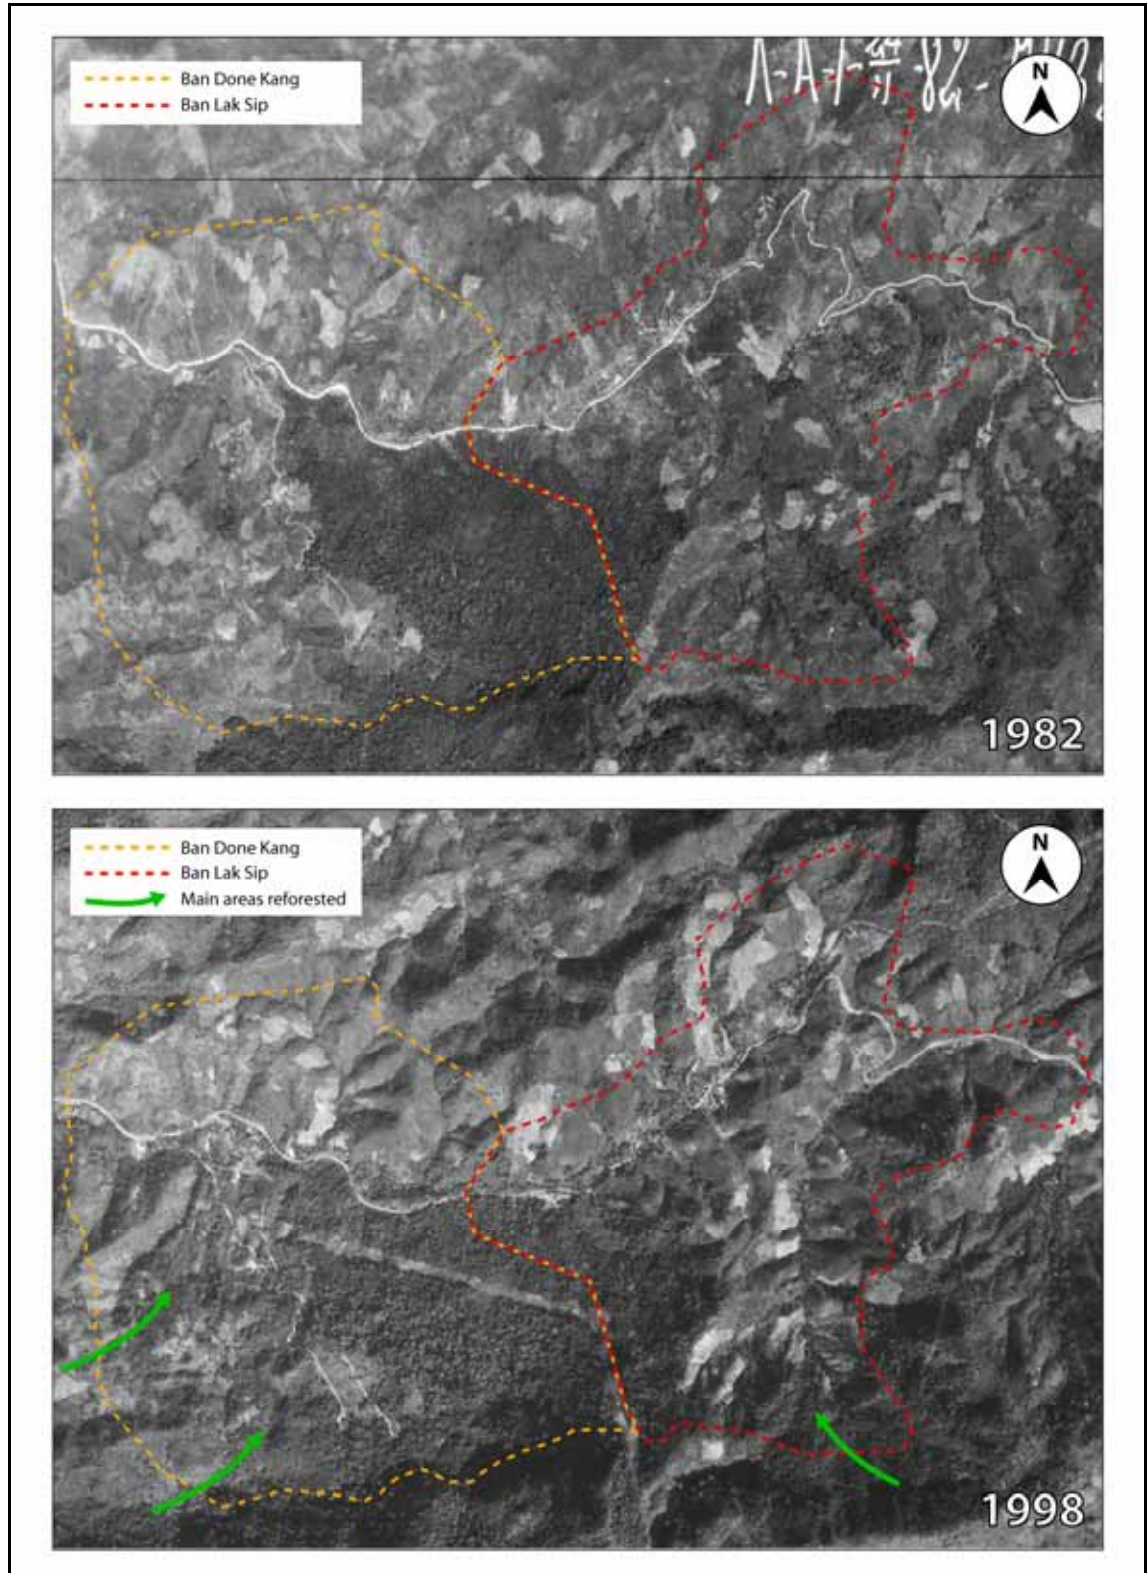 Ban Done Kang
Ban Lak Sip
N
1982
Ban Done Kang
Ban Lak Sip
Main areas reforested
N
1998